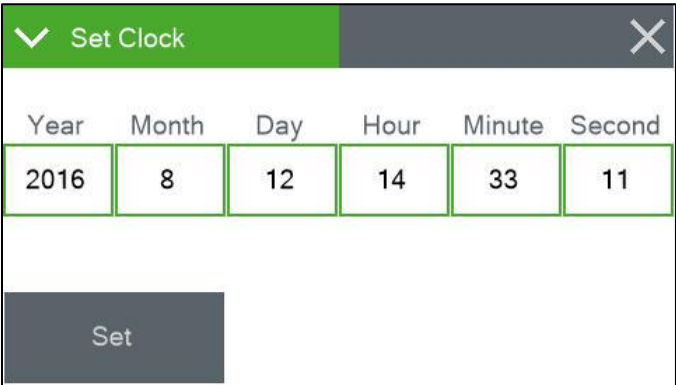 Set Clock
Year Month Day Hour Minute Second
2016 8 12 14 33 11
Set